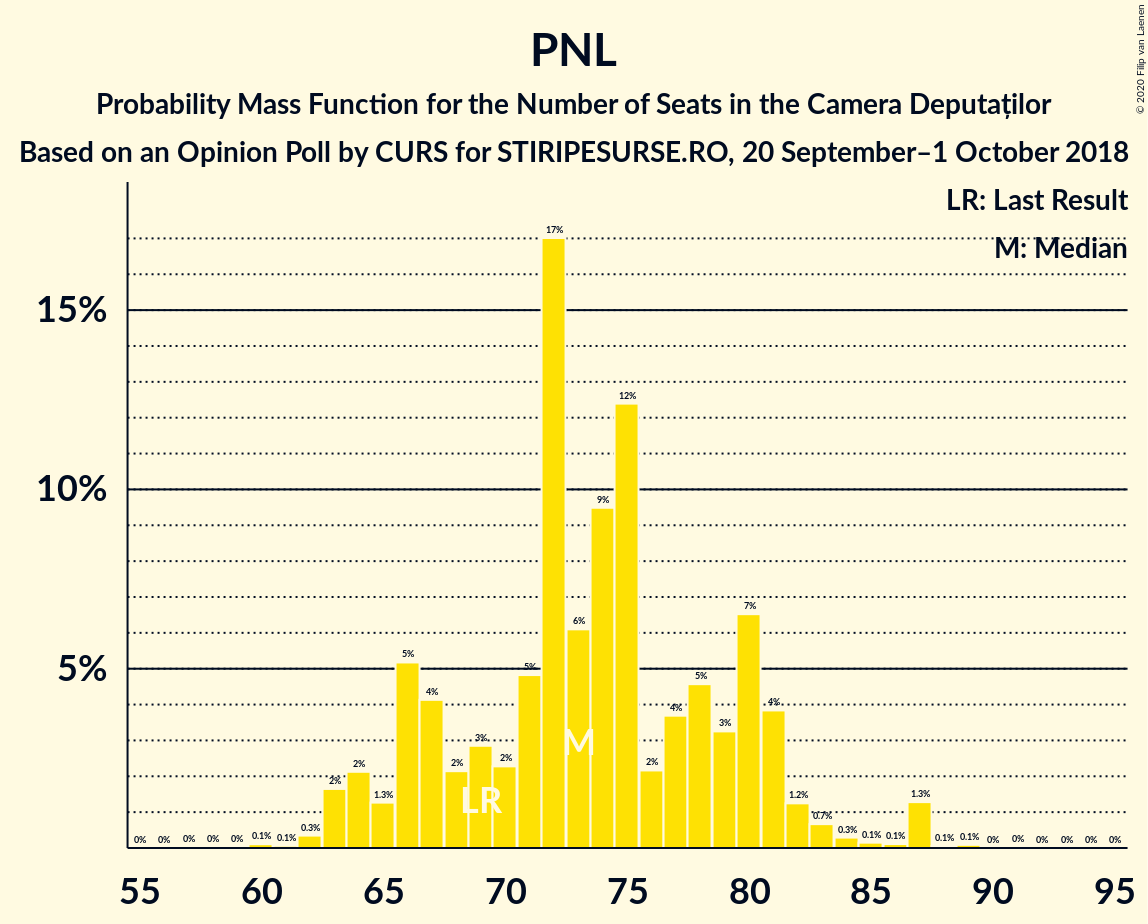 © 2020 Filip van Laenen
PNL
Probability Mass Function for the Number of Seats in the Camera Deputaților
Based on an Opinion Poll by CURS for STIRIPESURSE.RO, 20 September–1 October 2018
LR: Last Result
M: Median
15%
10%
5%
0% 0% 0% 0% 0% 0.1% 0.1% 0.3% 2% 2% 1.3% 5% 4% 2% 3% 2% 5% 17% 6% 9% 12% 2% 4% 5% 3% 7% 4% 1.2% 0.7% 0.3% 0.1% 0.1% 1.3% 0.1% 0.1% 0% 0% 0% 0% 0% 0%
M
LR
55 60 65 70 75 80 85 90 95